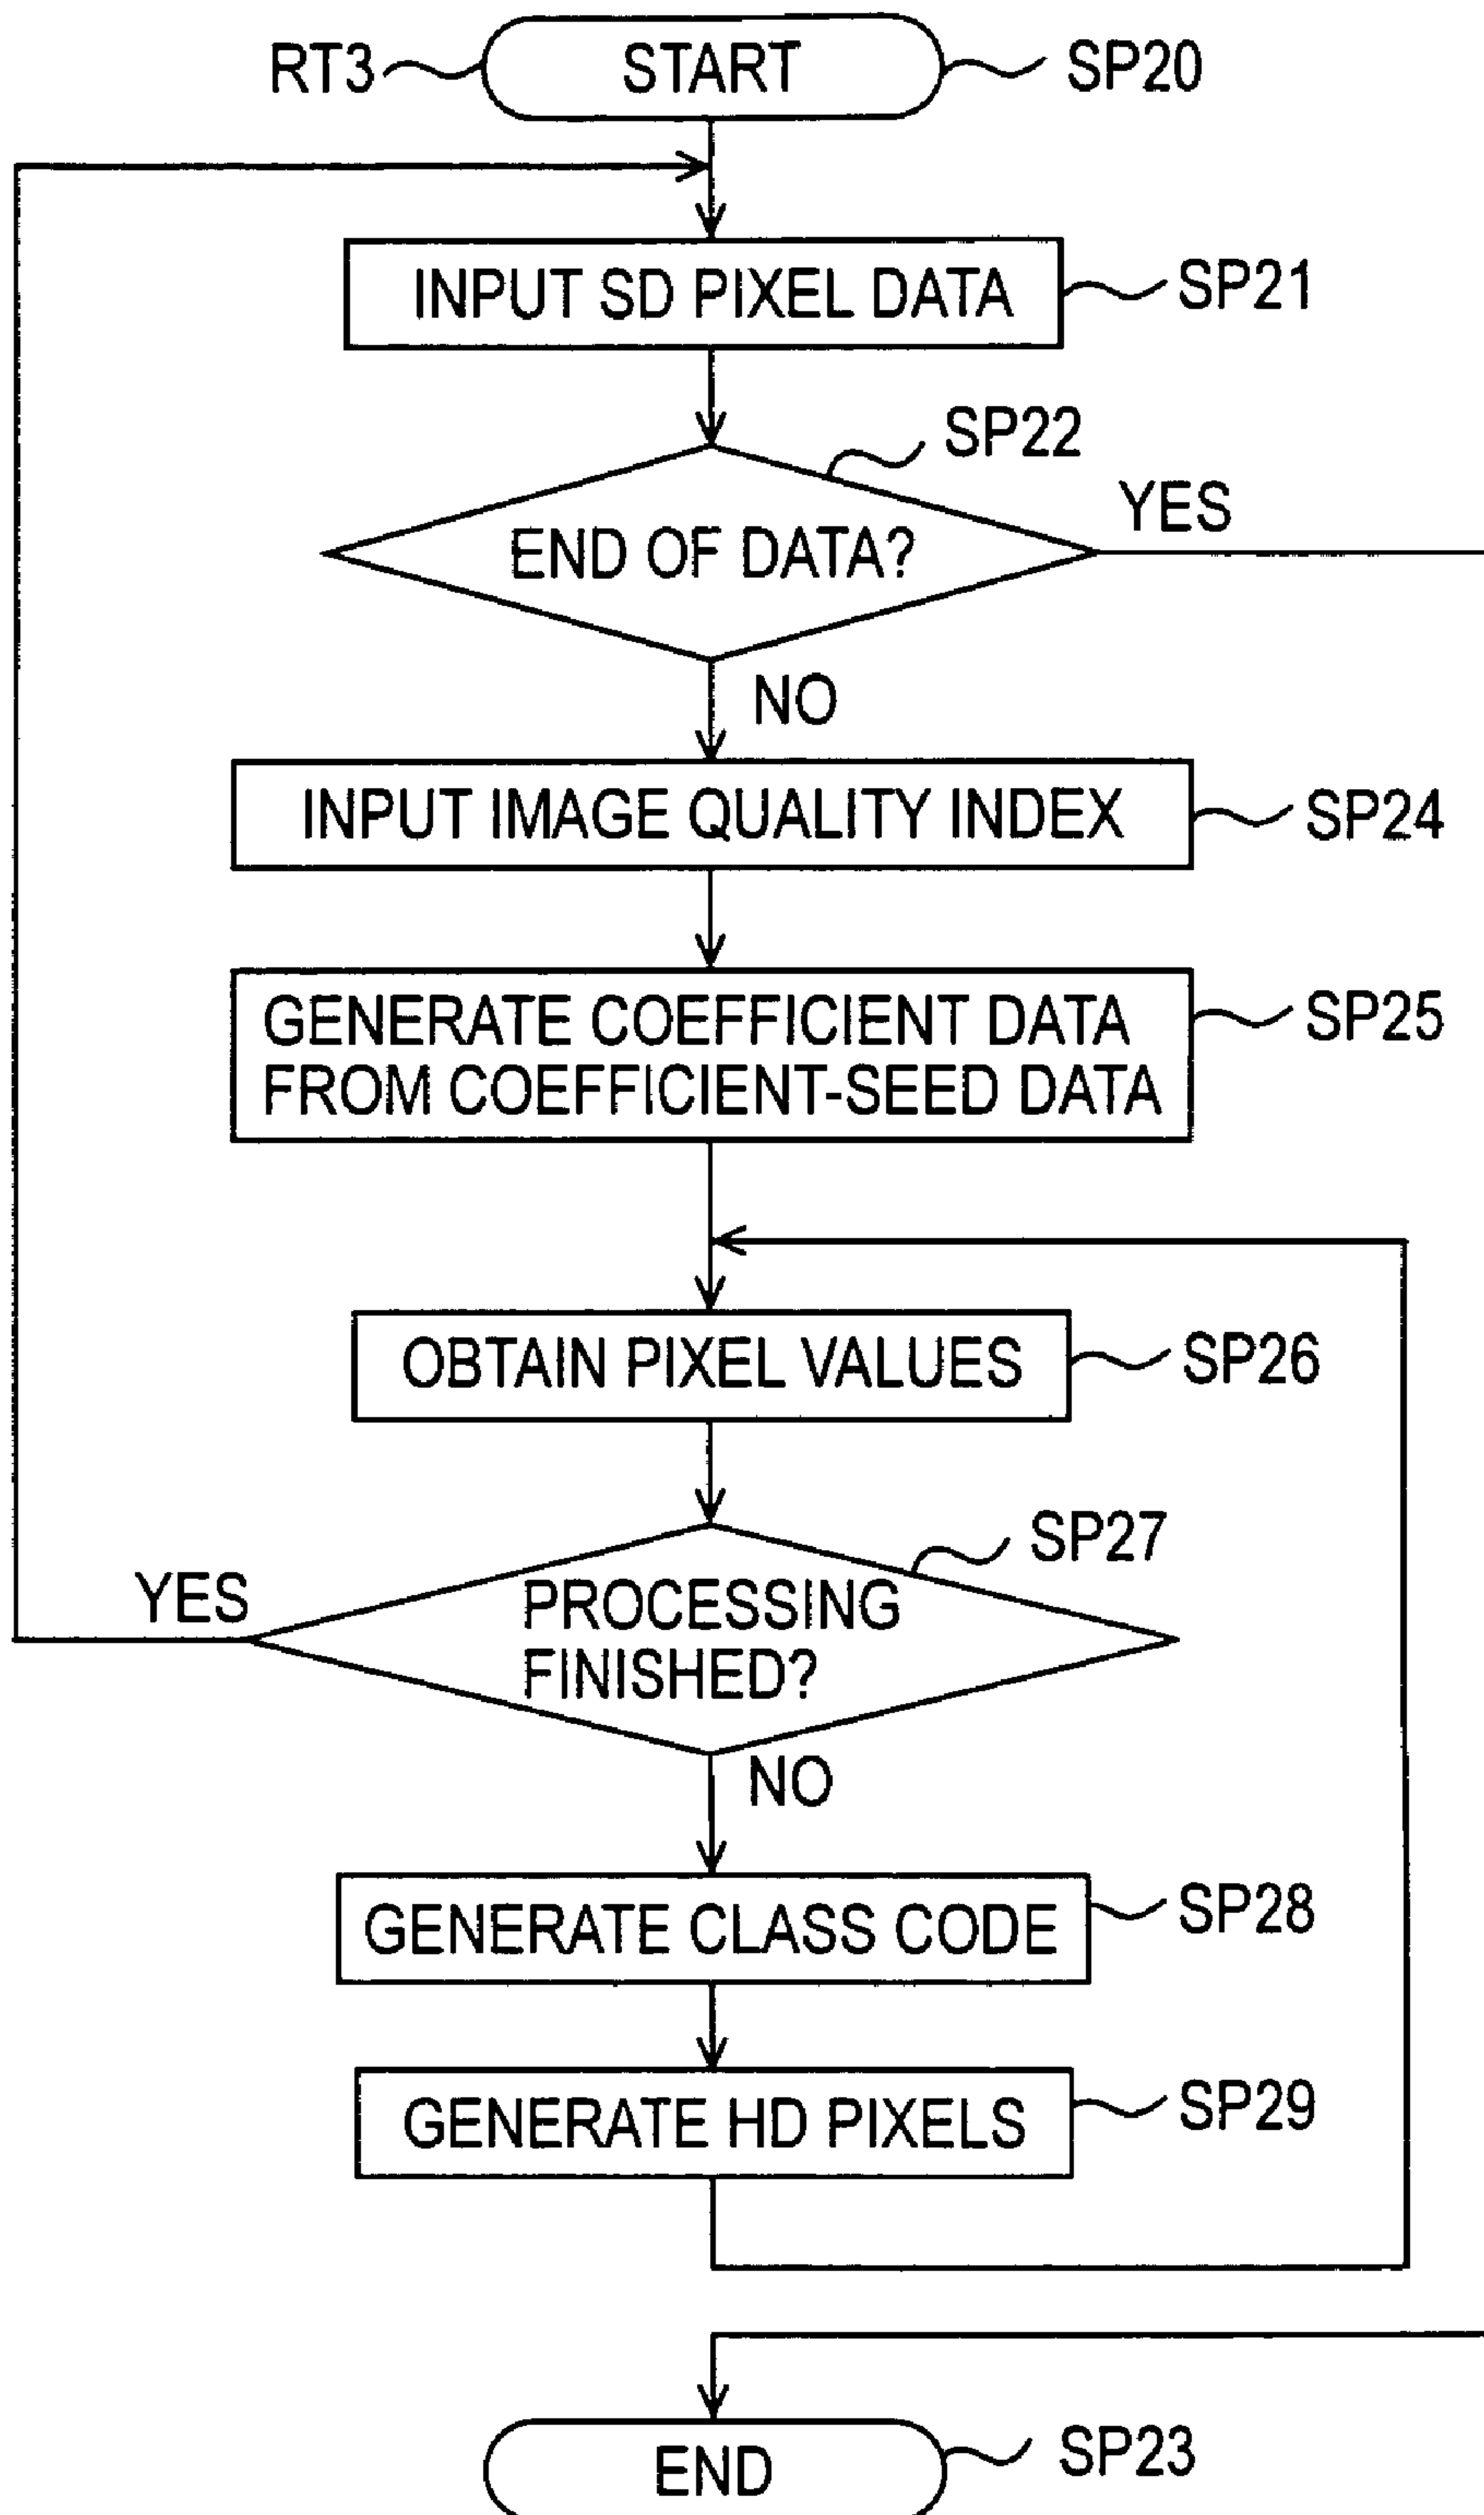 RT3 START SP20
INPUT SD PIXEL DATA SP21
SP22
YES
END OF DATA?
NO
INPUT IMAGE QUALITY INDEX SP24
GENERATE COEFFICIENT DATA SP25
FROM COEFFICIENT-SEED DATA
OBTAIN PIXEL VALUES SP26
SP27
YES
PROCESSING
FINISHED?
NO
GENERATE CLASS CODE SP28
GENERATE HD PIXELS SP29
END SP23